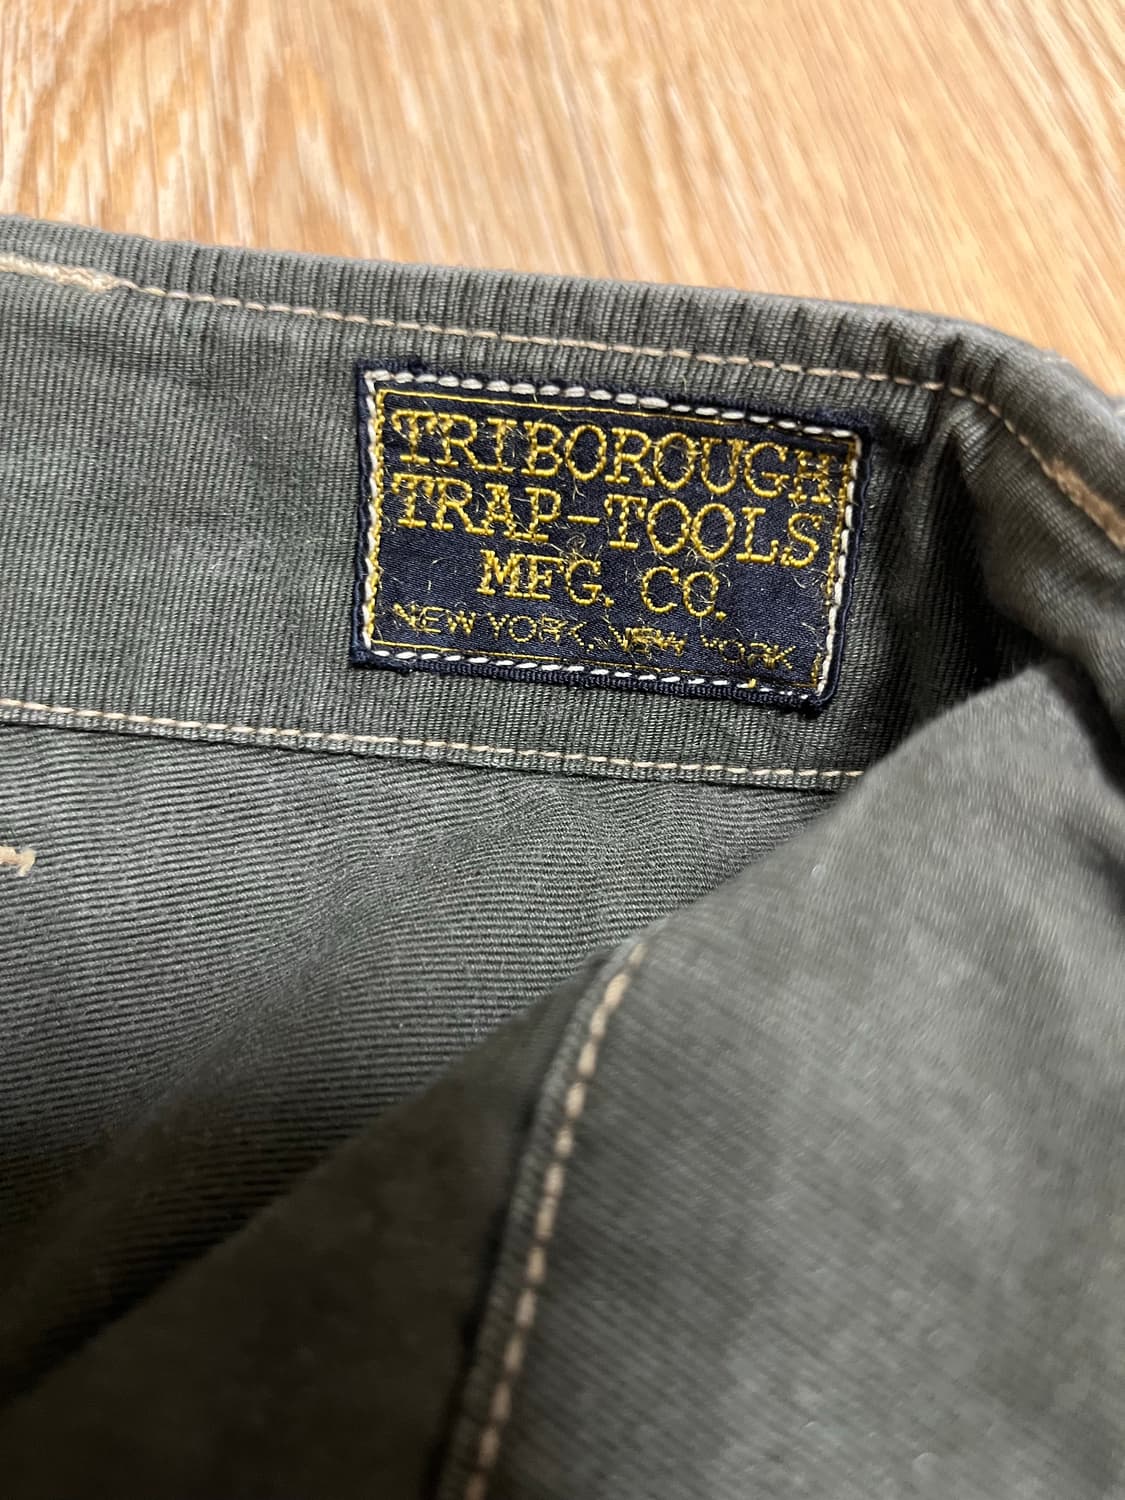 TRIBOROUGH
TRAP-TOOLS
MFG. CO.
NEW YORK, NEW YORK